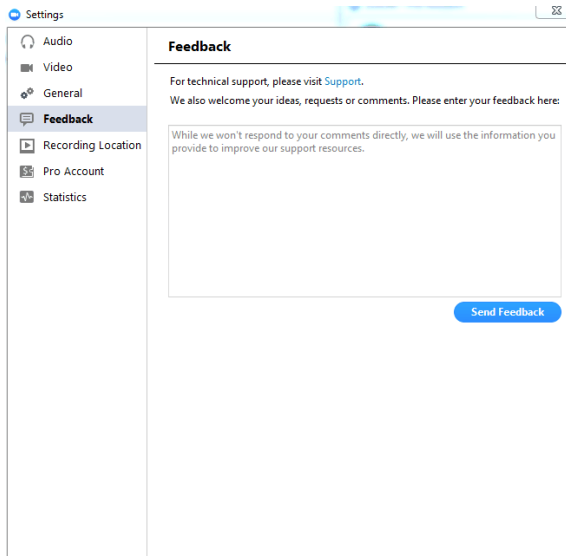 Settings
Audio
Video
General
Feedback
Recording Location
Pro Account
Statistics
Feedback
For technical support, please visit Support.
We also welcome your ideas, requests or comments. Please enter your feedback here:
While we won't respond to your comments directly, we will use the information you
provide to improve our support resources.
Send Feedback